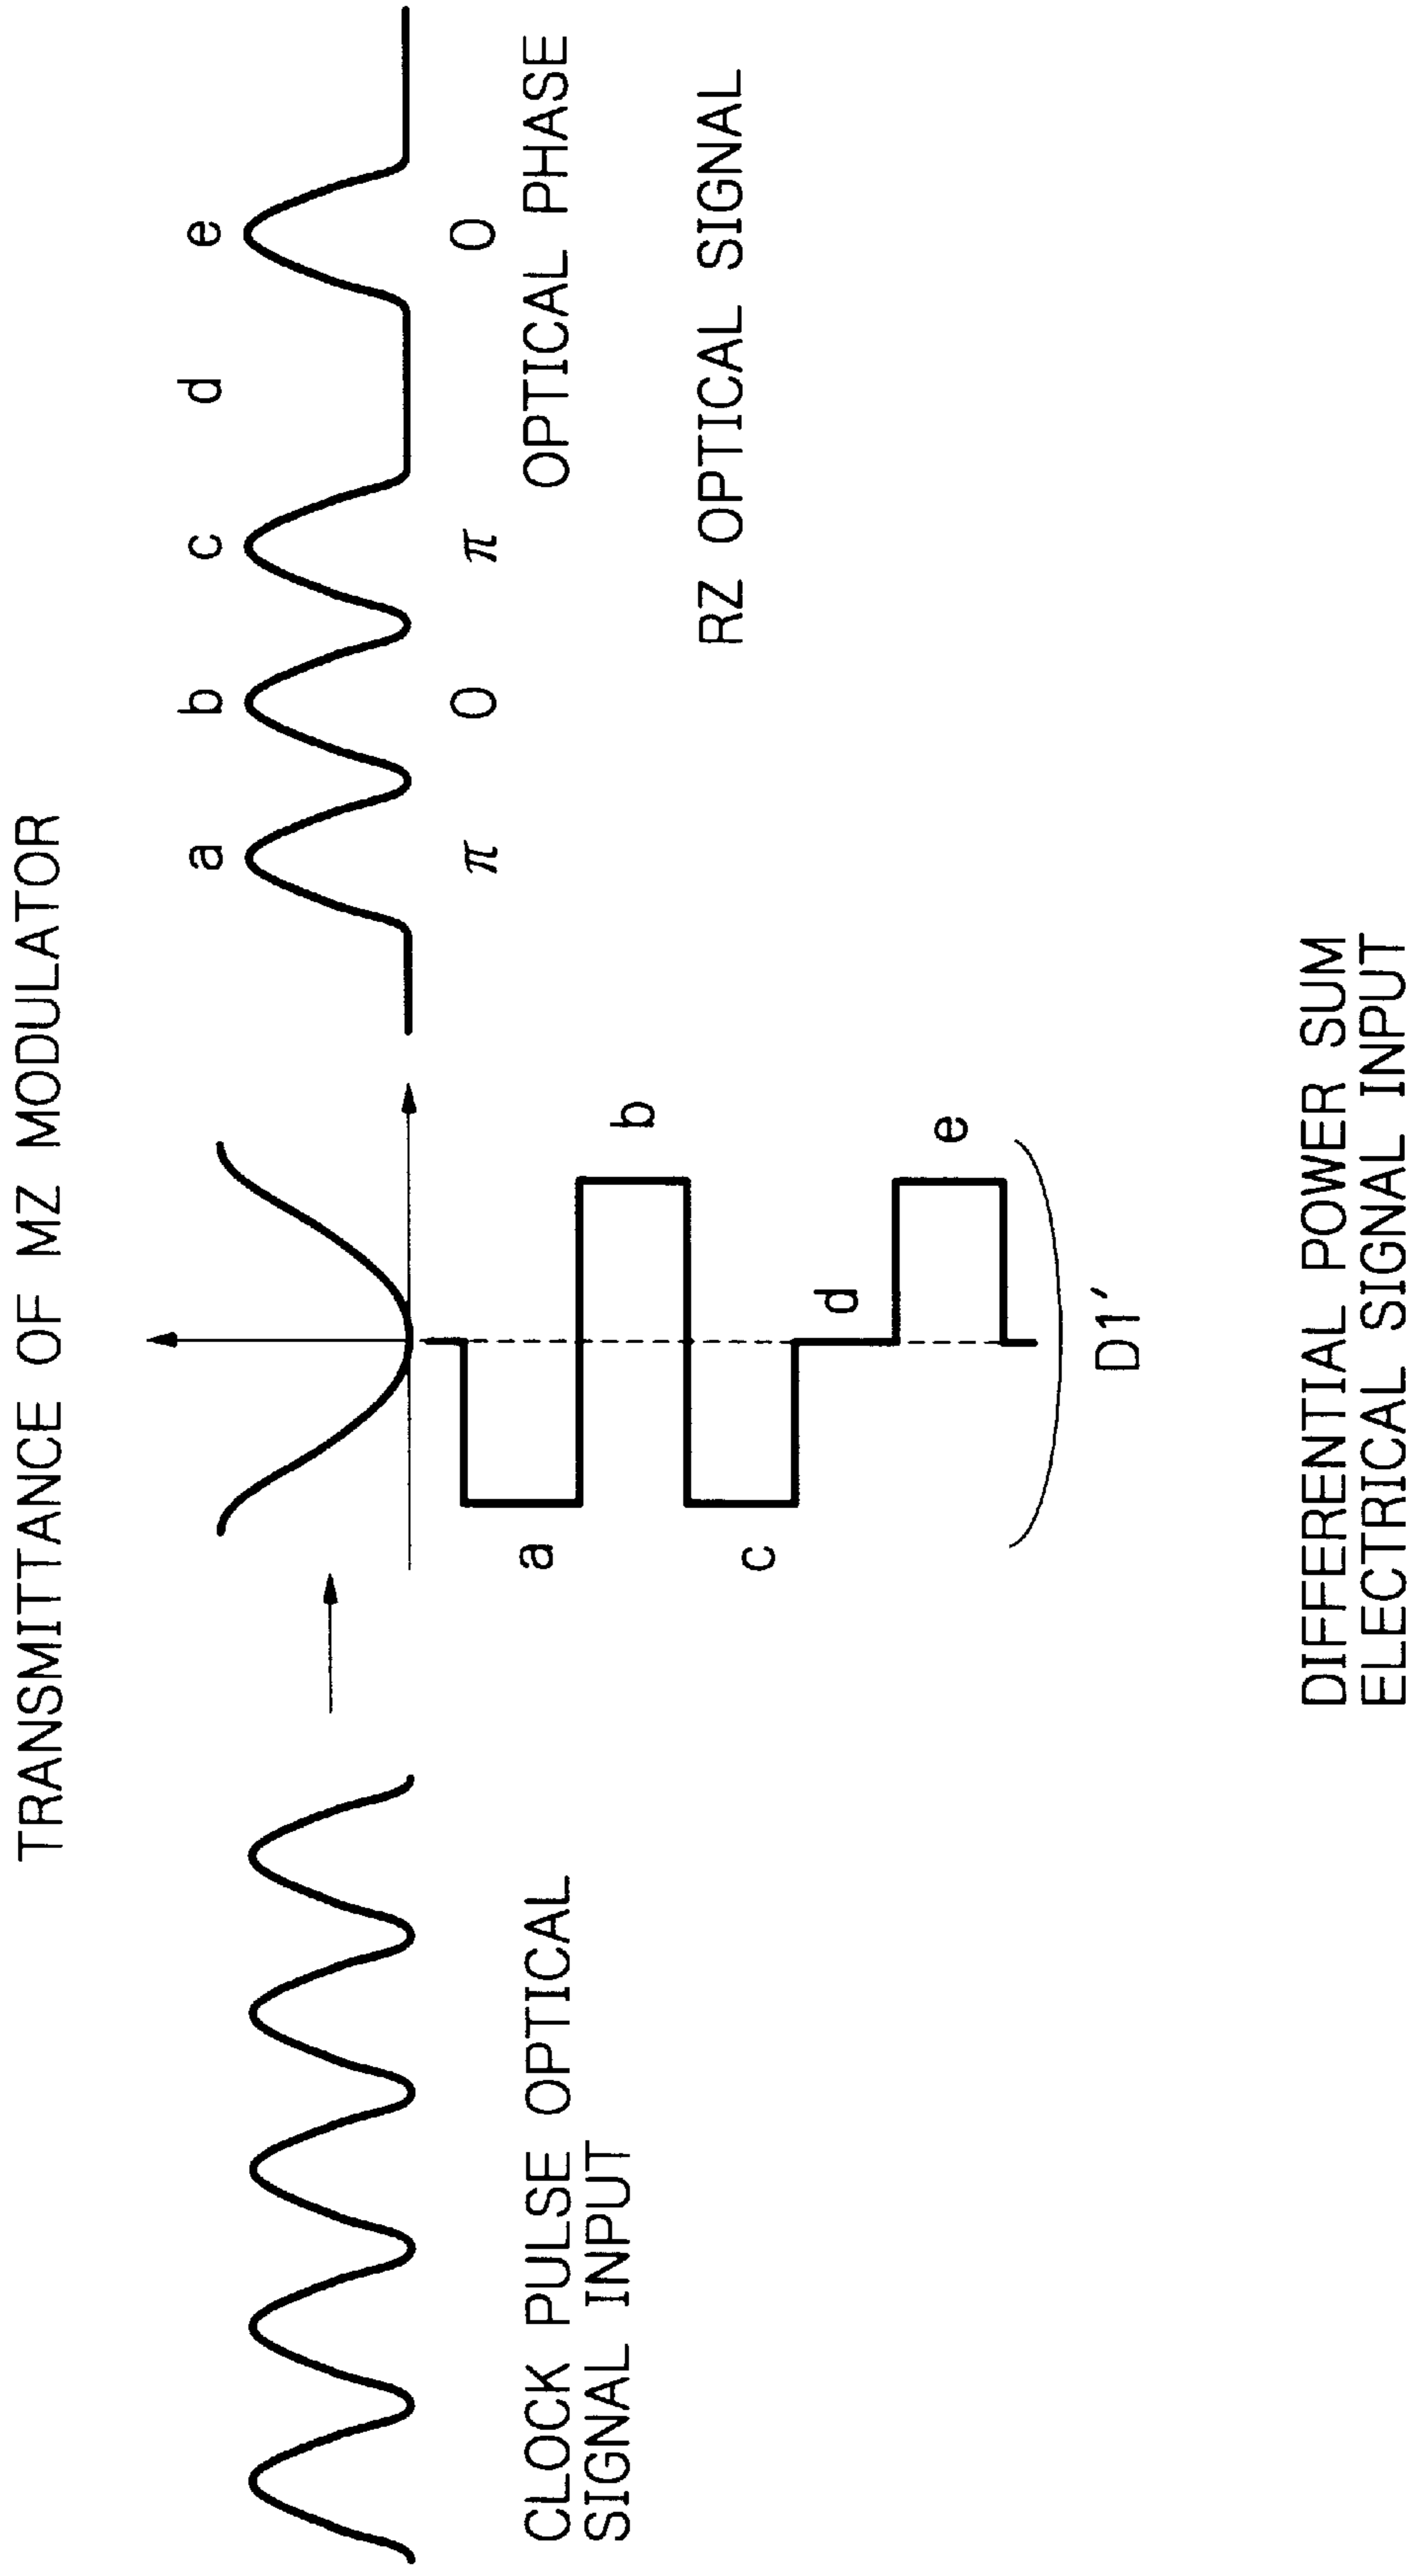 TRANSMITTANCE OF MZ MODULATOR
a b c d e
π 0 π 0
OPTICAL PHASE
RZ OPTICAL SIGNAL
CLOCK PULSE OPTICAL
SIGNAL INPUT
b
e
d
a
c
D1′
DIFFERENTIAL POWER SUM
ELECTRICAL SIGNAL INPUT